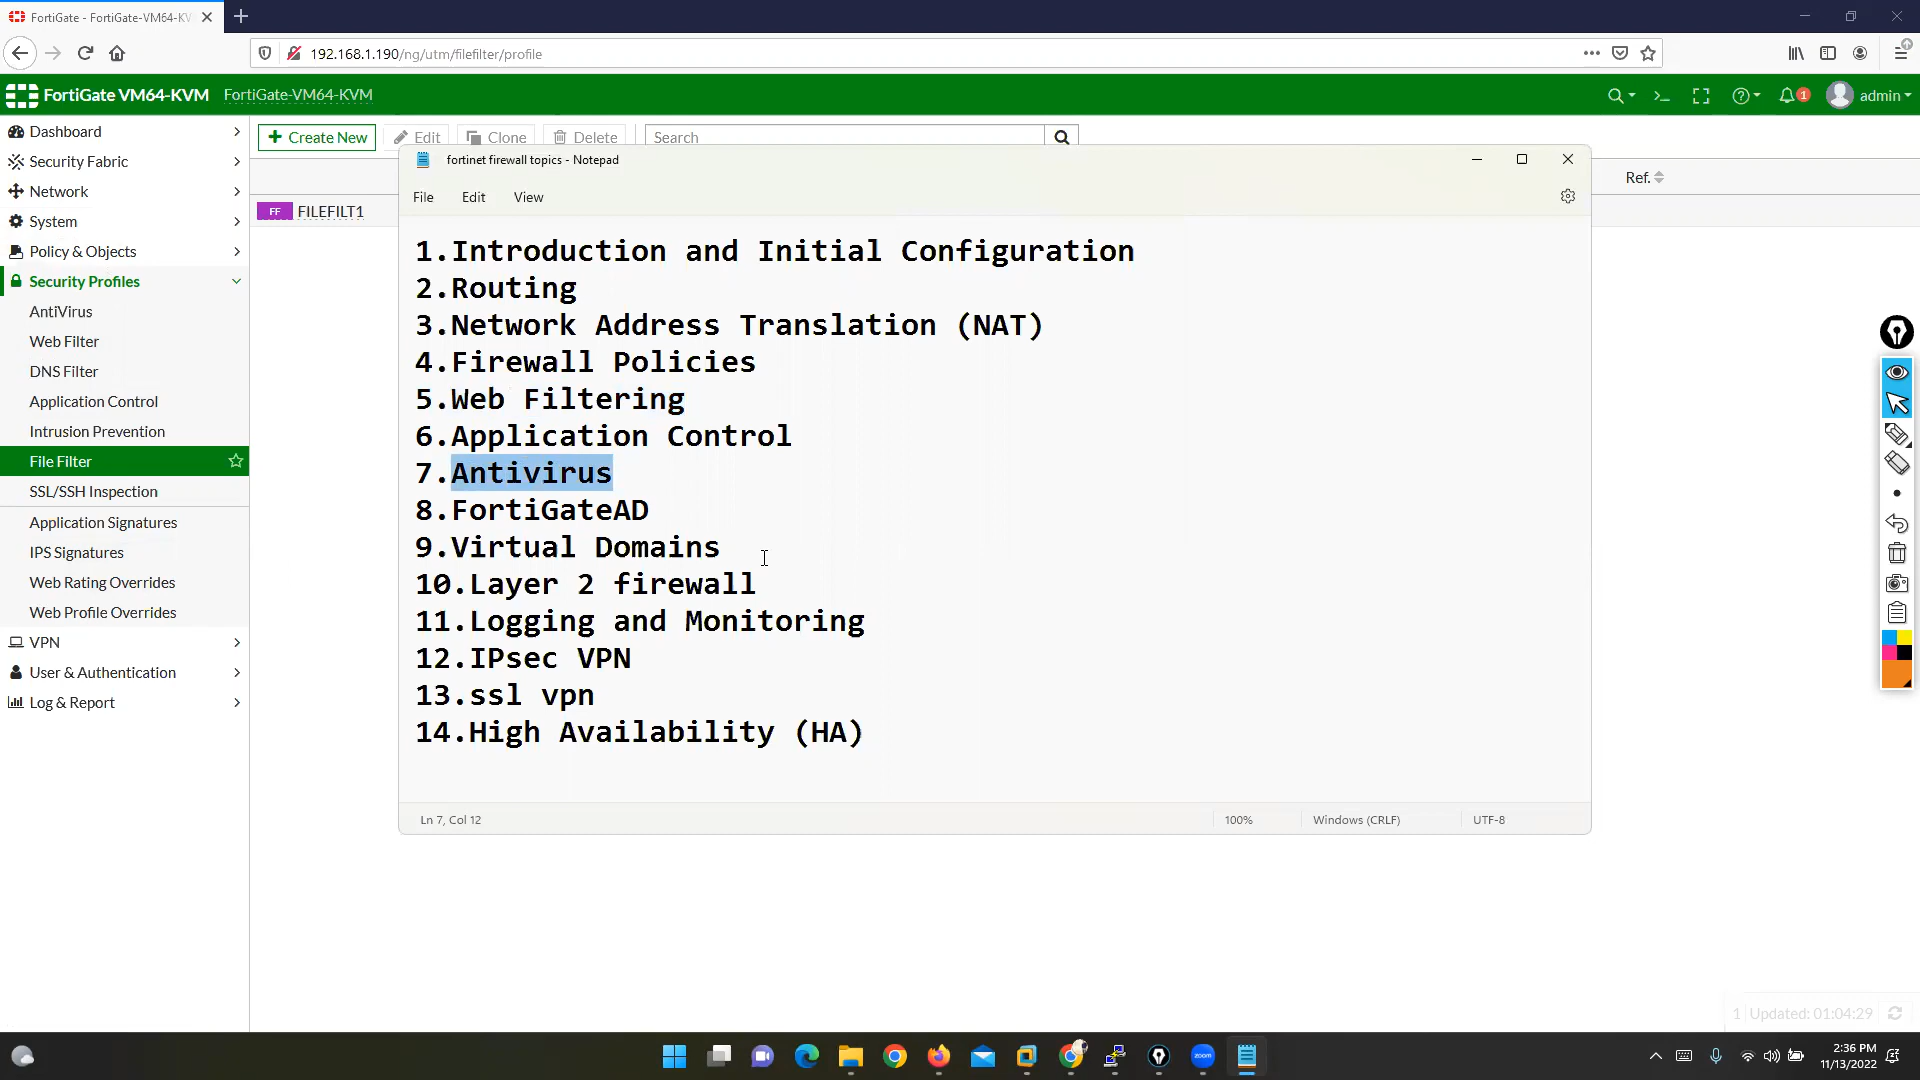 FortiGate - FortiGate-VM64-KV
192.168.1.190/ng/utm/filefilter/profile
FortiGate VM64-KVM
FortiGate-VM64-KVM
1
admin
Dashboard
Security Fabric
Network
System
Policy & Objects
Security Profiles
AntiVirus
Web Filter
DNS Filter
Application Control
Intrusion Prevention
File Filter
SSL/SSH Inspection
Application Signatures
IPS Signatures
Web Rating Overrides
Web Profile Overrides
VPN
User & Authentication
Log & Report
Create New
Edit
Clone
Delete
Search
Ref.
FF FILEFILT1
fortinet firewall topics - Notepad
File
Edit
View
1.Introduction and Initial Configuration
2.Routing
3.Network Address Translation (NAT)
4.Firewall Policies
5.Web Filtering
6.Application Control
7.Antivirus
8.FortiGateAD
9.Virtual Domains
10.Layer 2 firewall
11.Logging and Monitoring
12.IPsec VPN
13.ssl vpn
14.High Availability (HA)
Ln 7, Col 12
100%
Windows (CRLF)
UTF-8
1 Updated: 01:04:29
zoom
2:36 PM
11/13/2022